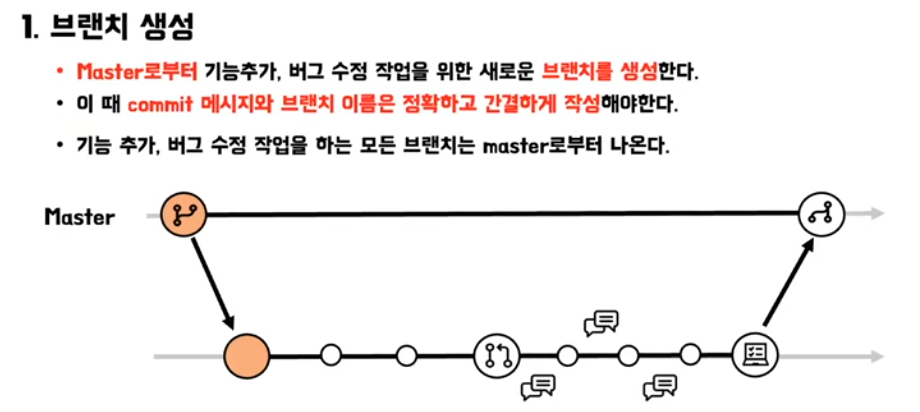 1. 브랜치 생성
• Master로부터 기능추가, 버그 수정 작업을 위한 새로운 브랜치를 생성한다.
• 이 때 commit 메시지와 브랜치 이름은 정확하고 간결하게 작성해야한다.
• 기능 추가, 버그 수정 작업을 하는 모든 브랜치는 master로부터 나온다.
Master